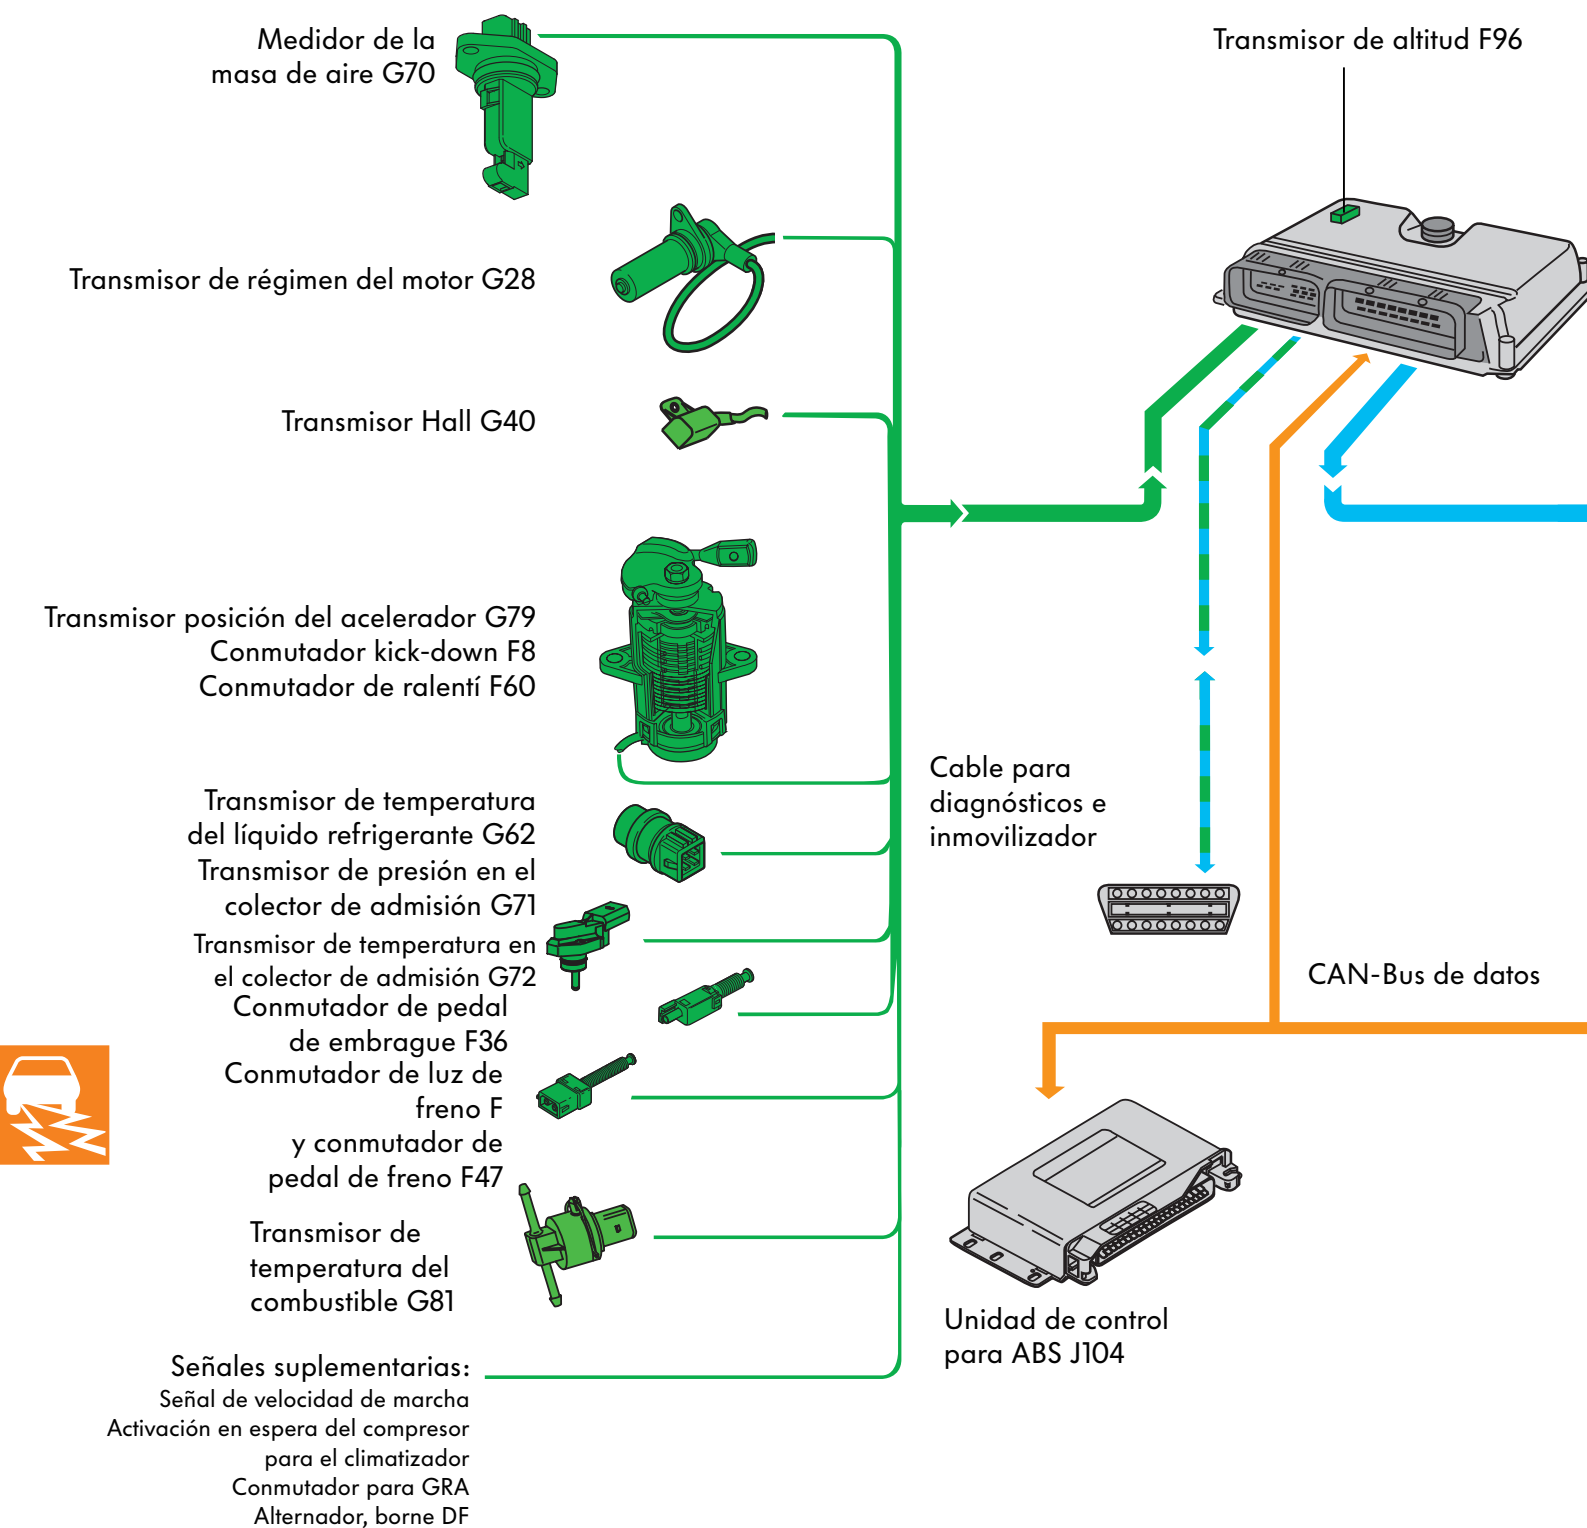 Medidor de la
masa de aire G70
Transmisor de altitud F96
Transmisor de régimen del motor G28
Transmisor Hall G40
Transmisor posición del acelerador G79
Conmutador kick-down F8
Conmutador de ralentí F60
Transmisor de temperatura
del líquido refrigerante G62
Transmisor de presión en el
colector de admisión G71
Transmisor de temperatura en
el colector de admisión G72
Conmutador de pedal
de embrague F36
Conmutador de luz de
freno F
y conmutador de
pedal de freno F47
Transmisor de
temperatura del
combustible G81
Señales suplementarias:
Señal de velocidad de marcha
Activación en espera del compresor
para el climatizador
Conmutador para GRA
Alternador, borne DF
Cable para
diagnósticos e
inmovilizador
CAN-Bus de datos
Unidad de control
para ABS J104